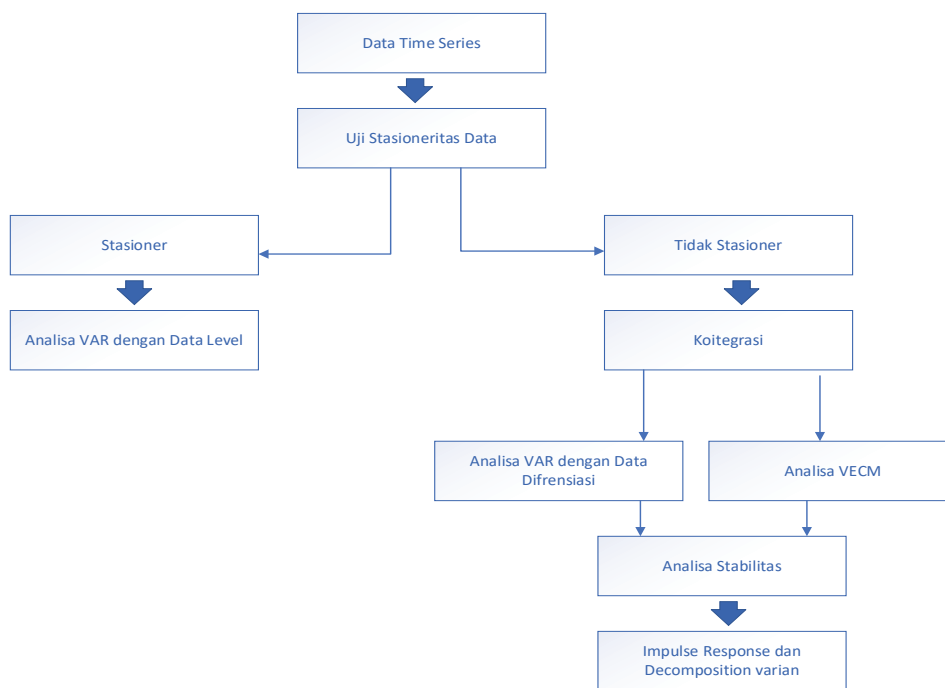 Data Time Series
Uji Stasioneritas Data
Stasioner
Tidak Stasioner
Analisa VAR dengan Data Level
Koitegrasi
Analisa VAR dengan Data
Difrensiasi
Analisa VECM
Analisa Stabilitas
Impulse Response dan
Decomposition varian